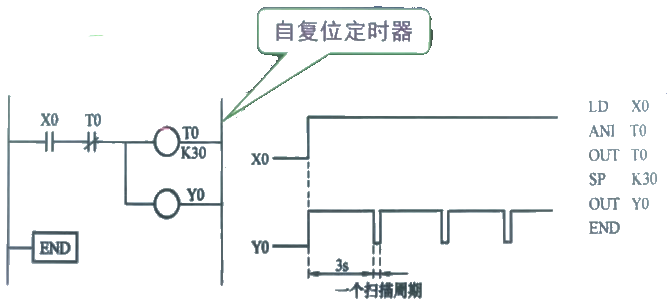 自复位定时器
X0 T0
T0
K30
Y0
END
X0
Y0
3s
一个扫描周期
LD X0
ANI T0
OUT T0
SP K30
OUT Y0
END